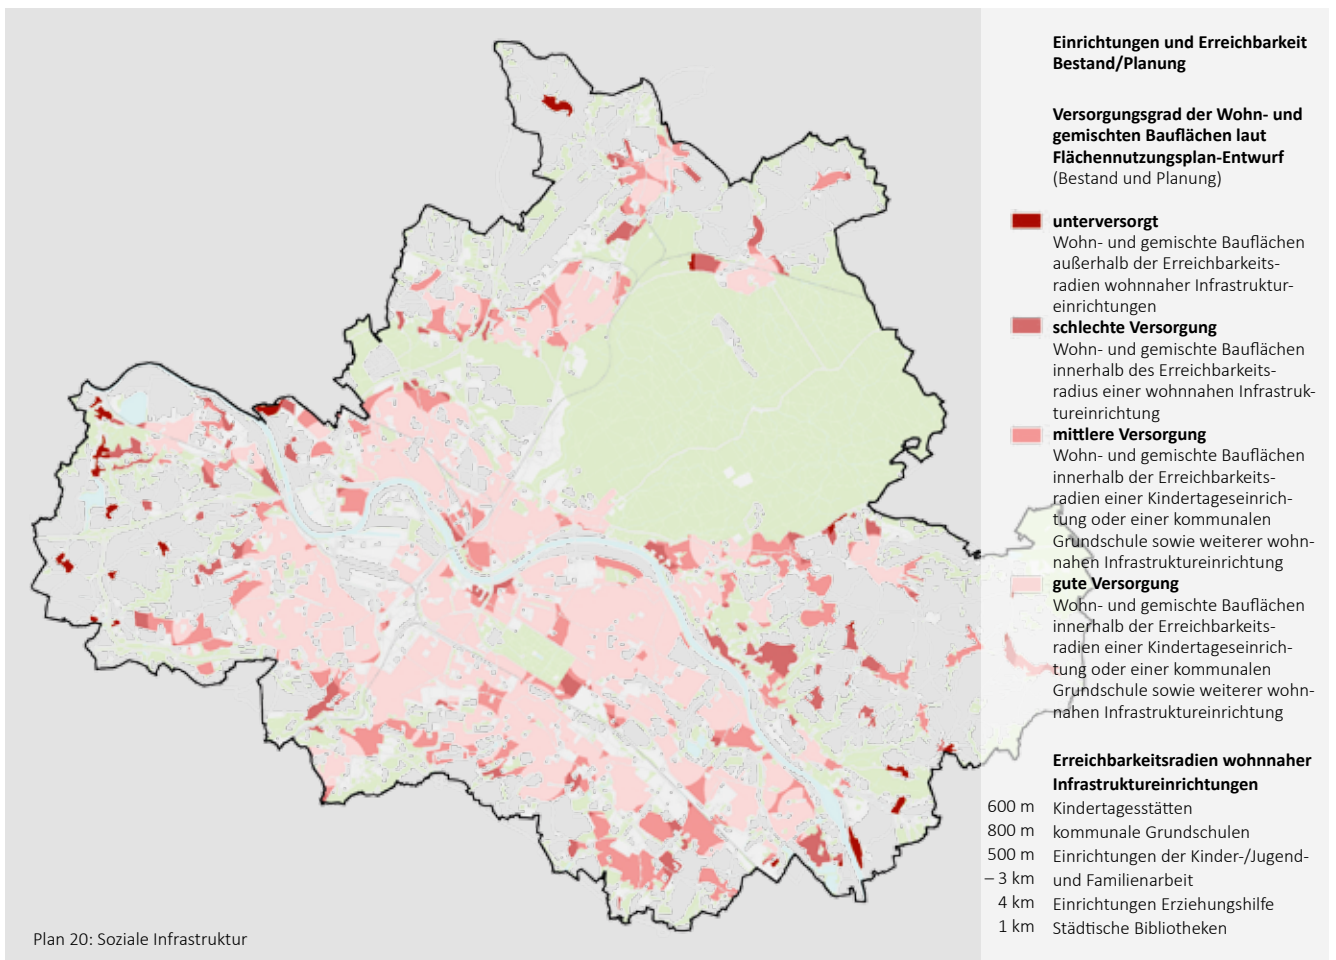 Einrichtungen und Erreichbarkeit
Bestand/Planung
Versorgungsgrad der Wohn- und
gemischten Bauflächen laut
Flächennutzungsplan-Entwurf
(Bestand und Planung)
unterversorgt
Wohn- und gemischte Bauflächen
außerhalb der Erreichbarkeits-
radien wohnnaher Infrastruktur-
einrichtungen
schlechte Versorgung
Wohn- und gemischte Bauflächen
innerhalb des Erreichbarkeits-
radius einer wohnnahen Infrastruk-
tureinrichtung
mittlere Versorgung
Wohn- und gemischte Bauflächen
innerhalb der Erreichbarkeits-
radien einer Kindertageseinrich-
tung oder einer kommunalen
Grundschule sowie weiterer wohn-
nahen Infrastruktureinrichtung
gute Versorgung
Wohn- und gemischte Bauflächen
innerhalb der Erreichbarkeits-
radien einer Kindertageseinrich-
tung oder einer kommunalen
Grundschule sowie weiterer wohn-
nahen Infrastruktureinrichtung
Erreichbarkeitsradien wohnnaher
Infrastruktureinrichtungen
600 m Kindertagesstätten
800 m kommunale Grundschulen
500 m Einrichtungen der Kinder-/Jugend-
– 3 km und Familienarbeit
4 km Einrichtungen Erziehungshilfe
1 km Städtische Bibliotheken
Plan 20: Soziale Infrastruktur